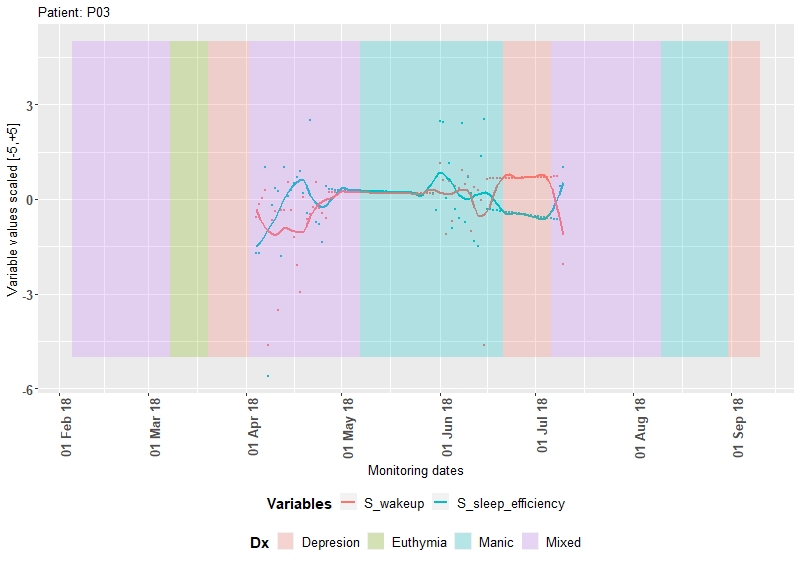 Patient: P03
Variable values scaled [-5,+5]
3
0
-3
-6
01 Feb 18
01 Mar 18
01 Apr 18
01 May 18
01 Jun 18
01 Jul 18
01 Aug 18
01 Sep 18
Monitoring dates
Variables S_wakeup S_sleep_efficiency
Dx Depresion Euthymia Manic Mixed